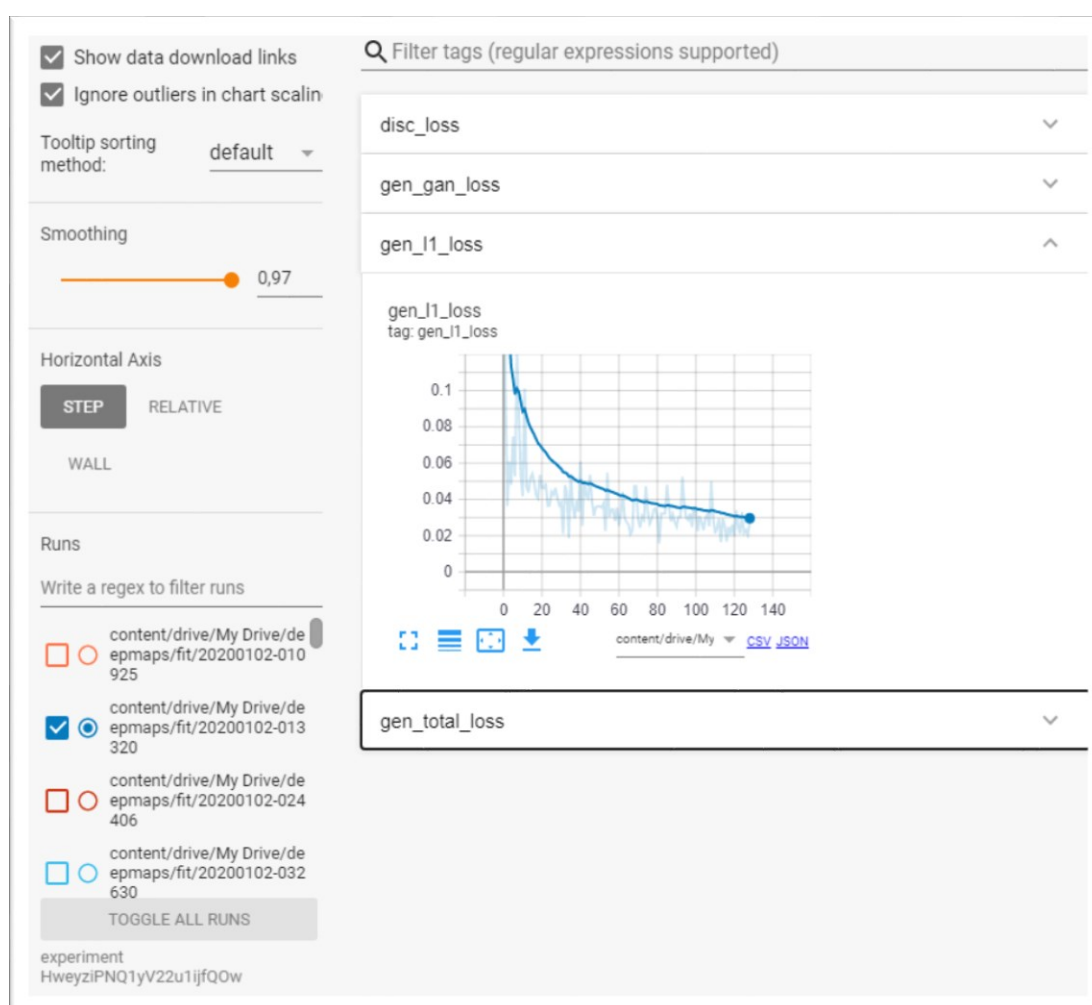 Show data download links
Ignore outliers in chart scalin
Tooltip sorting
method:
default
Smoothing
0,97
Horizontal Axis
STEP
RELATIVE
WALL
Runs
Write a regex to filter runs
content/drive/My Drive/de
epmaps/fit/20200102-010
925
content/drive/My Drive/de
epmaps/fit/20200102-013
320
content/drive/My Drive/de
epmaps/fit/20200102-024
406
content/drive/My Drive/de
epmaps/fit/20200102-032
630
TOGGLE ALL RUNS
experiment
HweyziPNQ1yV22u1ijfQOw
Filter tags (regular expressions supported)
disc_loss
gen_gan_loss
gen_l1_loss
gen_l1_loss
tag: gen_l1_loss
0.1
0.08
0.06
0.04
0.02
0
0 20 40 60 80 100 120 140
content/drive/My CSV JSON
gen_total_loss